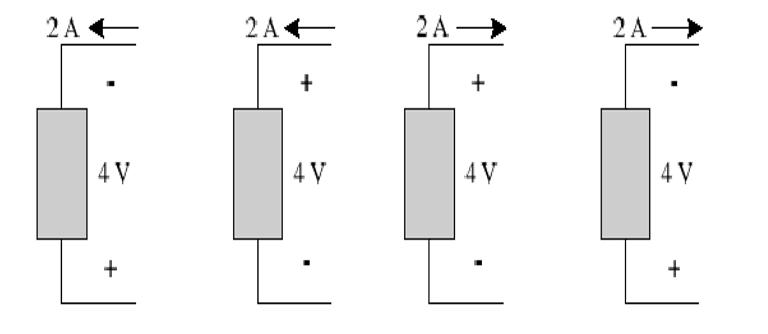 2 A 2 A 2 A 2 A
- + + -
4 V 4 V 4 V 4 V
+ - - +